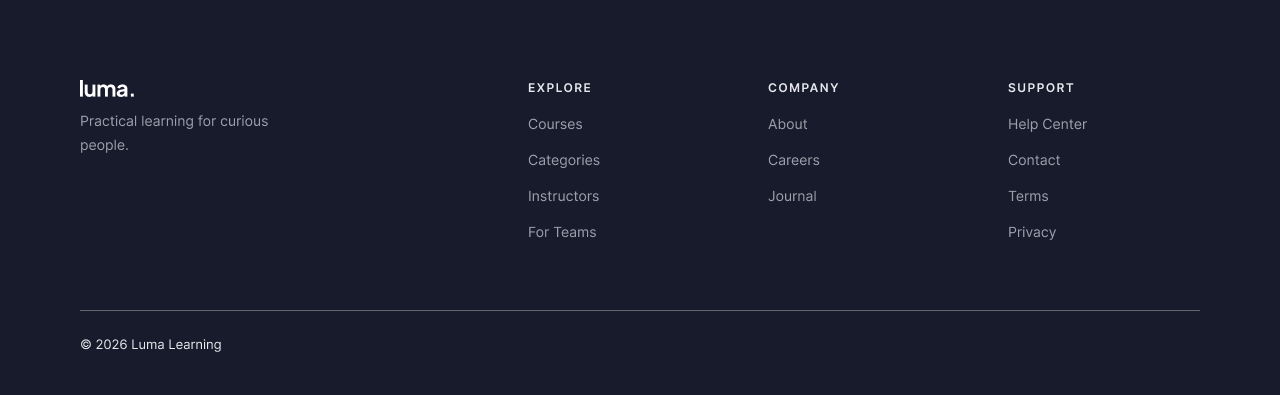 luma.
Practical learning for curious
people.
EXPLORE
Courses
Categories
Instructors
For Teams
COMPANY
About
Careers
Journal
SUPPORT
Help Center
Contact
Terms
Privacy
© 2026 Luma Learning